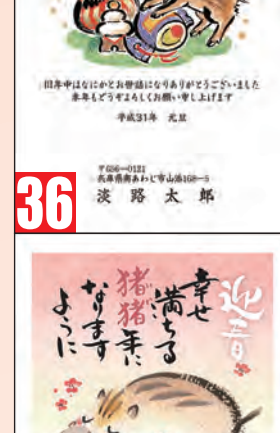 旧年中はなにかとお世話になりありがとうございました
本年もどうぞよろしくお願い申し上げます
平成31年 元旦
〒656-0121
兵庫県南あわじ市山添168-5
淡路太郎
36
迎春
幸せ
満ちる
猪猪年に
なります
ように